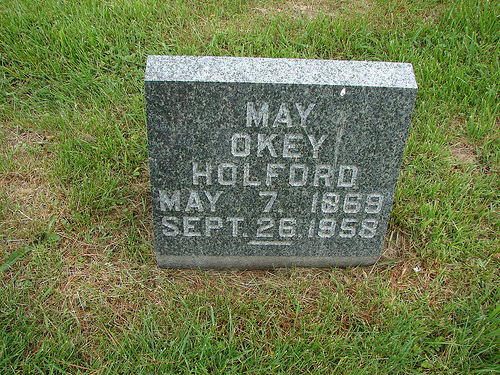 MAY
OKEY
HOLFORD
MAY 7, 1869
SEPT. 26 1958